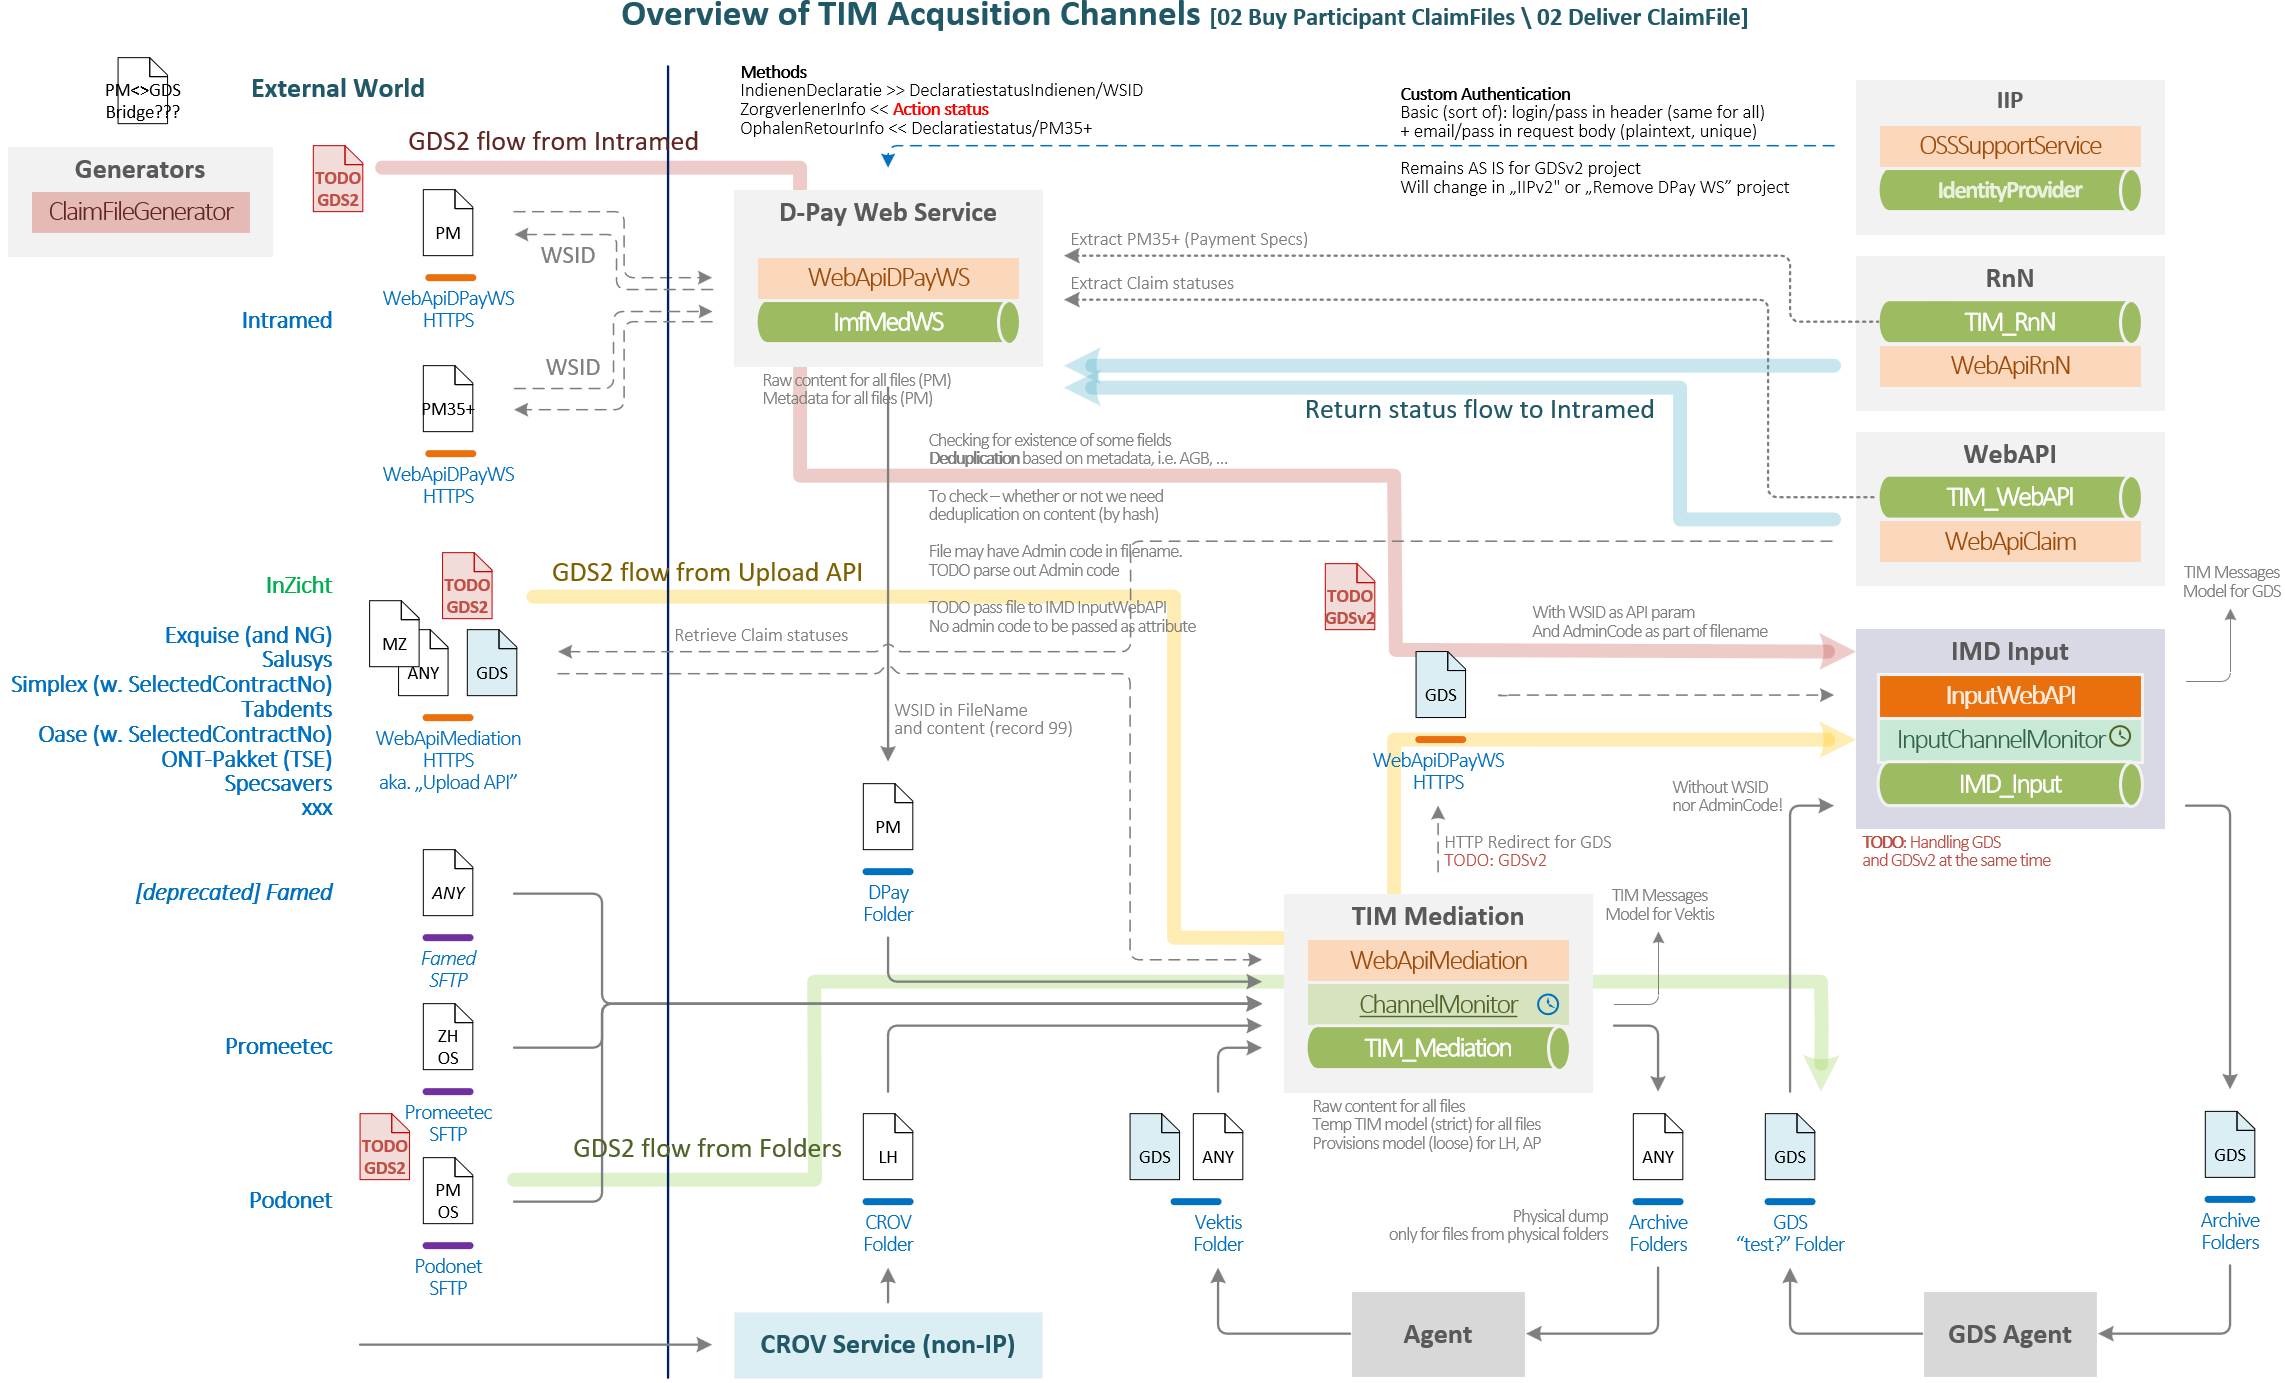 Overview of TIM Acqusition Channels [02 Buy Participant ClaimFiles \ 02 Deliver ClaimFile]
PM<>GDS
Bridge???
External World
Generators
ClaimFileGenerator
TODO
GDS2
GDS2 flow from Intramed
Methods
IndienenDeclaratie >> DeclaratiestatusIndienen/WSID
ZorgverlenerInfo << Action status
OphalenRetourInfo << Declaratiestatus/PM35+
Custom Authentication
Basic (sort of): login/pass in header (same for all)
+ email/pass in request body (plaintext, unique)
Remains AS IS for GDSv2 project
Will change in „IIPv2" or „Remove DPay WS" project
IIP
OSSSupportService
IdentityProvider
PM
WSID
WebApiDPayWS
HTTPS
Intramed
WSID
PM35+
WebApiDPayWS
HTTPS
D-Pay Web Service
WebApiDPayWS
ImfMedWS
Raw content for all files (PM)
Metadata for all files (PM)
Extract PM35+ (Payment Specs)
Extract Claim statuses
RnN
TIM_RnN
WebApiRnN
Return status flow to Intramed
WebAPI
TIM_WebAPI
WebApiClaim
Checking for existence of some fields
Deduplication based on metadata, i.e. AGB, ...
To check – whether or not we need
deduplication on content (by hash)
File may have Admin code in filename.
TODO parse out Admin code
TODO pass file to IMD InputWebAPI
No admin code to be passed as attribute
InZicht
Exquise (and NG)
Salusys
Simplex (w. SelectedContractNo)
Tabdents
Oase (w. SelectedContractNo)
ONT-Pakket (TSE)
Specsavers
xxx
TODO
GDS2
MZ
ANY
GDS
WebApiMediation
HTTPS
aka. „Upload API”
GDS2 flow from Upload API
Retrieve Claim statuses
WSID in FileName
and content (record 99)
PM
DPay
Folder
TODO
GDSv2
With WSID as API param
And AdminCode as part of filename
TIM Messages
Model for GDS
GDS
WebApiDPayWS
HTTPS
IMD Input
InputWebAPI
InputChannelMonitor
IMD_Input
TODO: Handling GDS
and GDSv2 at the same time
Without WSID
nor AdminCode!
HTTP Redirect for GDS
TODO: GDSv2
TIM Messages
Model for Vektis
[deprecated] Famed
ANY
Famed
SFTP
Promeetec
ZH
OS
Promeetec
SFTP
Podonet
TODO
GDS2
PM
OS
Podonet
SFTP
GDS2 flow from Folders
TIM Mediation
WebApiMediation
ChannelMonitor
TIM_Mediation
Raw content for all files
Temp TIM model (strict) for all files
Provisions model (loose) for LH, AP
LH
CROV
Folder
GDS
ANY
Vektis
Folder
Physical dump
only for files from physical folders
ANY
Archive
Folders
GDS
GDS
“test?” Folder
GDS
Archive
Folders
CROV Service (non-IP)
Agent
GDS Agent